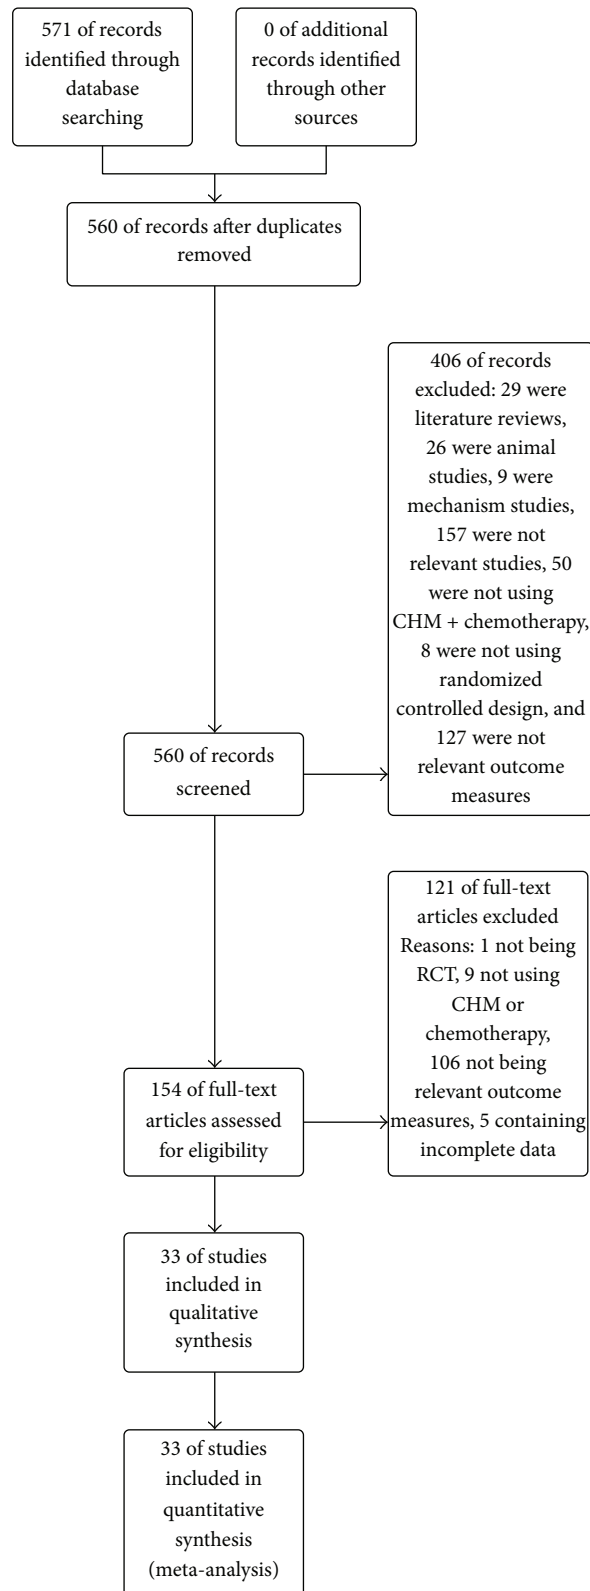 571 of records
identified through
database
searching
0 of additional
records identified
through other
sources
560 of records after duplicates
removed
406 of records
excluded: 29 were
literature reviews,
26 were animal
studies, 9 were
mechanism studies,
157 were not
relevant studies, 50
were not using
CHM + chemotherapy,
8 were not using
randomized
controlled design, and
127 were not
relevant outcome
measures
560 of records
screened
121 of full-text
articles excluded
Reasons: 1 not being
RCT, 9 not using
CHM or
chemotherapy,
106 not being
relevant outcome
measures, 5 containing
incomplete data
154 of full-text
articles assessed
for eligibility
33 of studies
included in
qualitative
synthesis
33 of studies
included in
quantitative
synthesis
(meta-analysis)